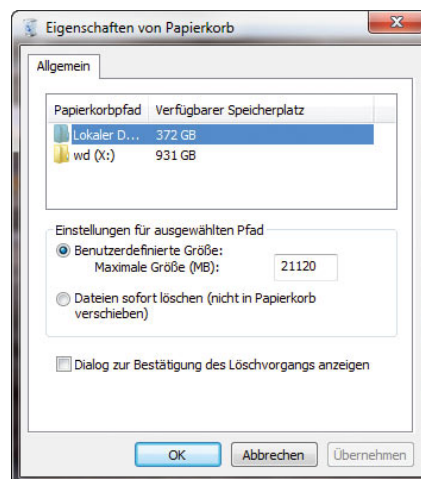 Eigenschaften von Papierkorb
Allgemein
Papierkorbpfad Verfügbarer Speicherplatz
Lokaler D... 372 GB
wd (X:) 931 GB
Einstellungen für ausgewählten Pfad
Benutzerdefinierte Größe:
Maximale Größe (MB): 21120
Dateien sofort löschen (nicht in Papierkorb
verschieben)
Dialog zur Bestätigung des Löschvorgangs anzeigen
OK Abbrechen Übernehmen